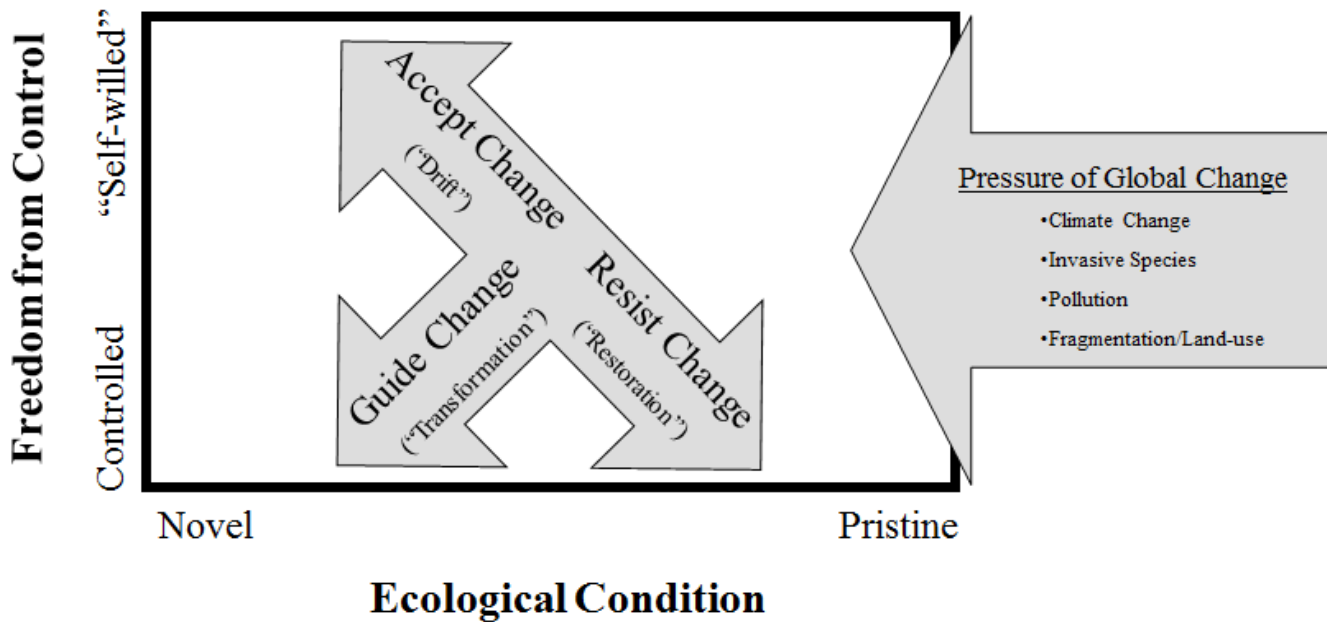 Freedom from Control
"Self-willed"
Controlled
Accept Change
("Drift")
Resist Change
("Restoration")
Guide Change
("Transformation")
Pressure of Global Change
•Climate Change
•Invasive Species
•Pollution
•Fragmentation/Land-use
Novel
Pristine
Ecological Condition